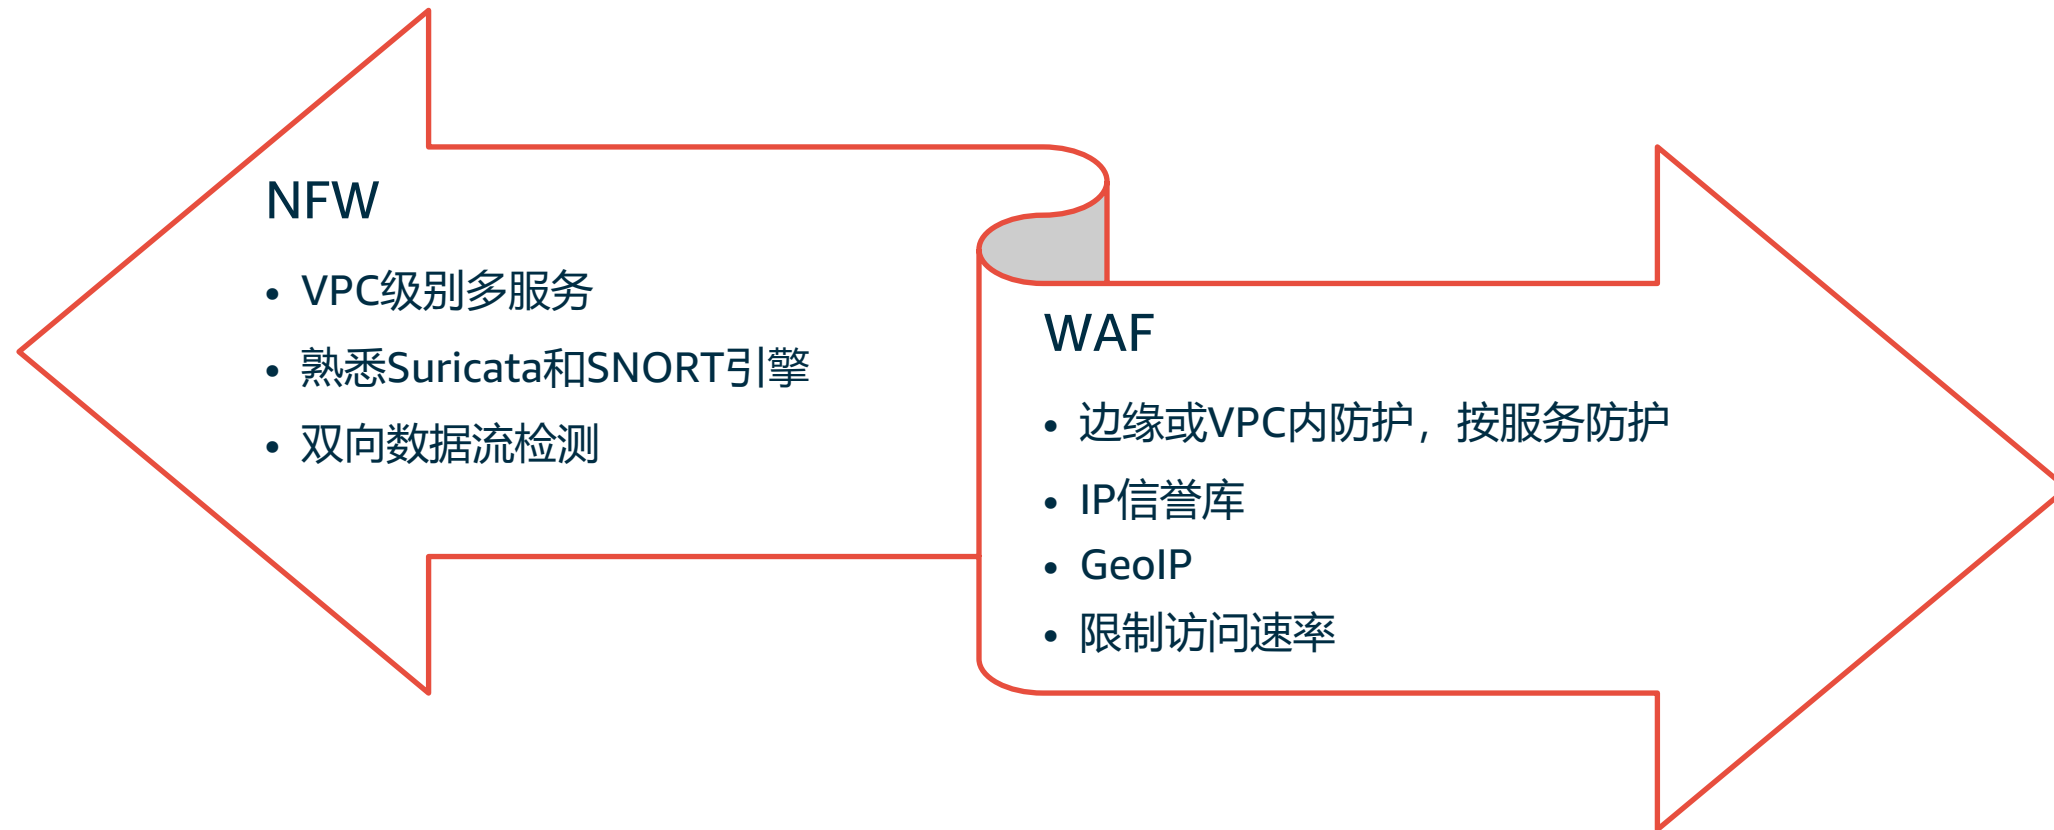 NFW
• VPC级别多服务
• 熟悉Suricata和SNORT引擎
• 双向数据流检测
WAF
• 边缘或VPC内防护，按服务防护
• IP信誉库
• GeoIP
• 限制访问速率